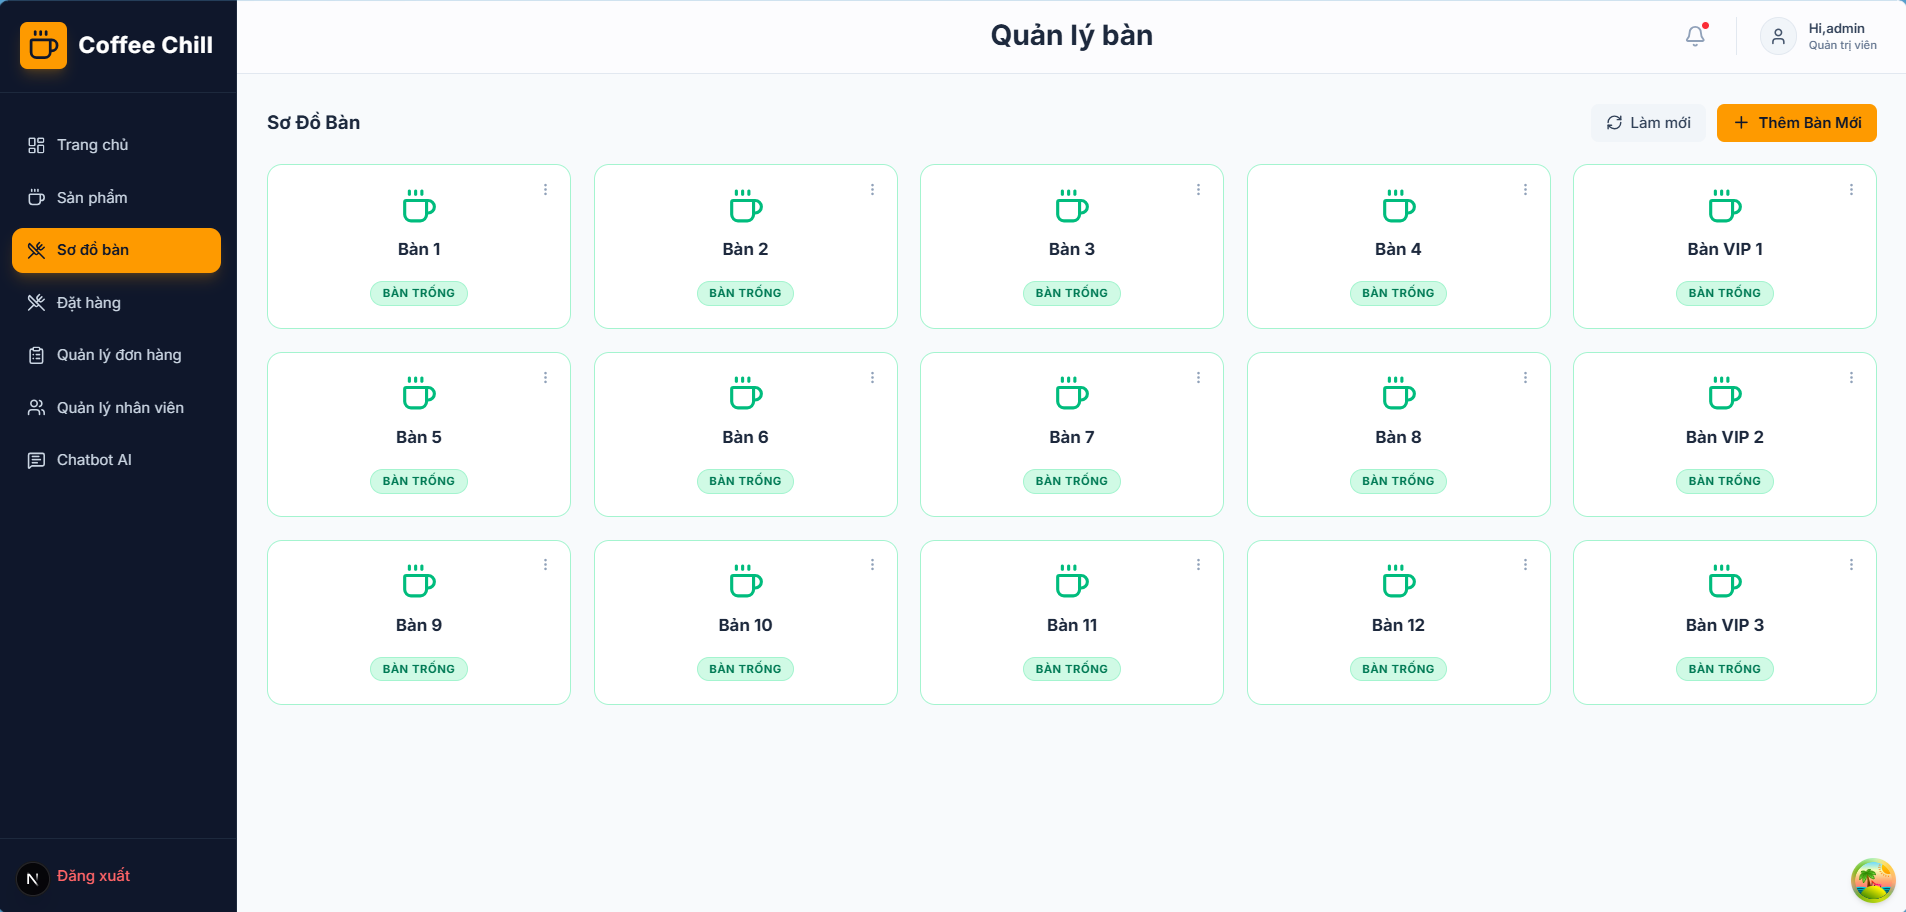 Coffee Chill
Quản lý bàn
Hi,admin
Quản trị viên
Trang chủ
Sản phẩm
Sơ đồ bàn
Đặt hàng
Quản lý đơn hàng
Quản lý nhân viên
Chatbot AI
N
Đăng xuất
Sơ Đồ Bàn
Làm mới
Thêm Bàn Mới
Bàn 1
BÀN TRỐNG
Bàn 2
BÀN TRỐNG
Bàn 3
BÀN TRỐNG
Bàn 4
BÀN TRỐNG
Bàn VIP 1
BÀN TRỐNG
Bàn 5
BÀN TRỐNG
Bàn 6
BÀN TRỐNG
Bàn 7
BÀN TRỐNG
Bàn 8
BÀN TRỐNG
Bàn VIP 2
BÀN TRỐNG
Bàn 9
BÀN TRỐNG
Bản 10
BÀN TRỐNG
Bàn 11
BÀN TRỐNG
Bàn 12
BÀN TRỐNG
Bàn VIP 3
BÀN TRỐNG